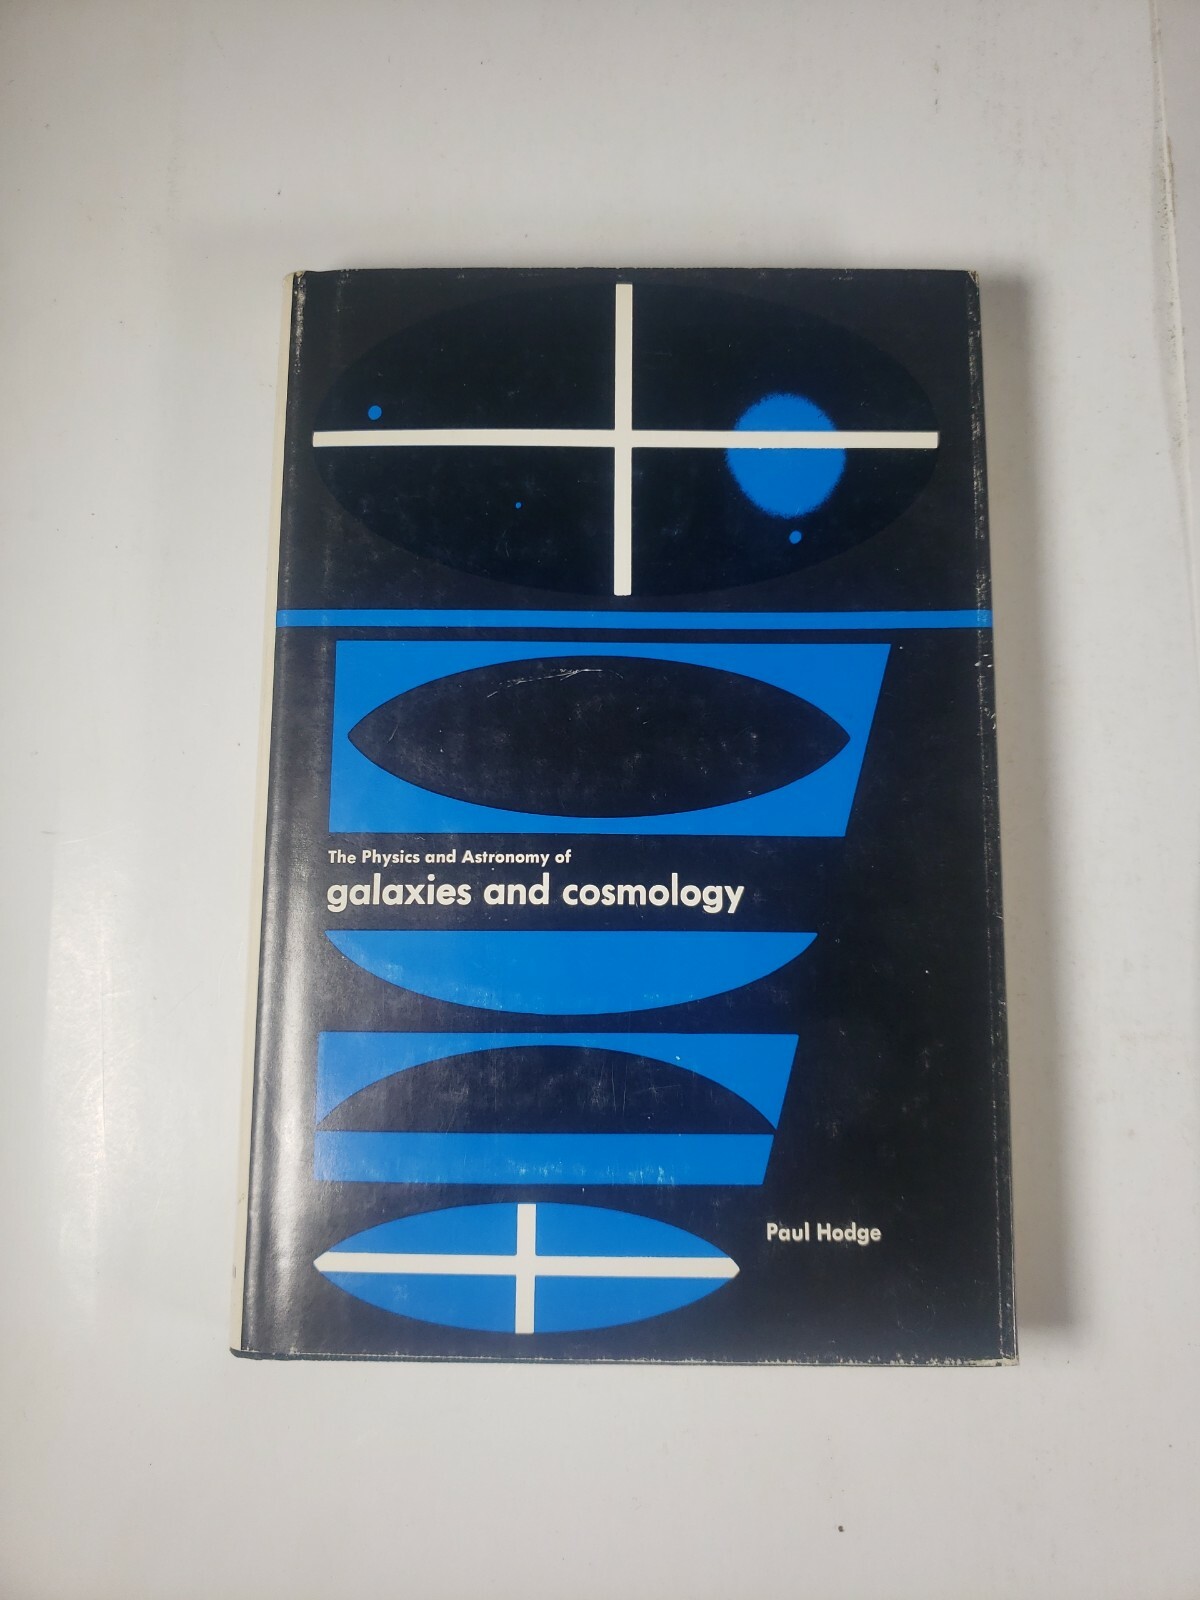 The Physics and Astronomy of
galaxies and cosmology
Paul Hodge